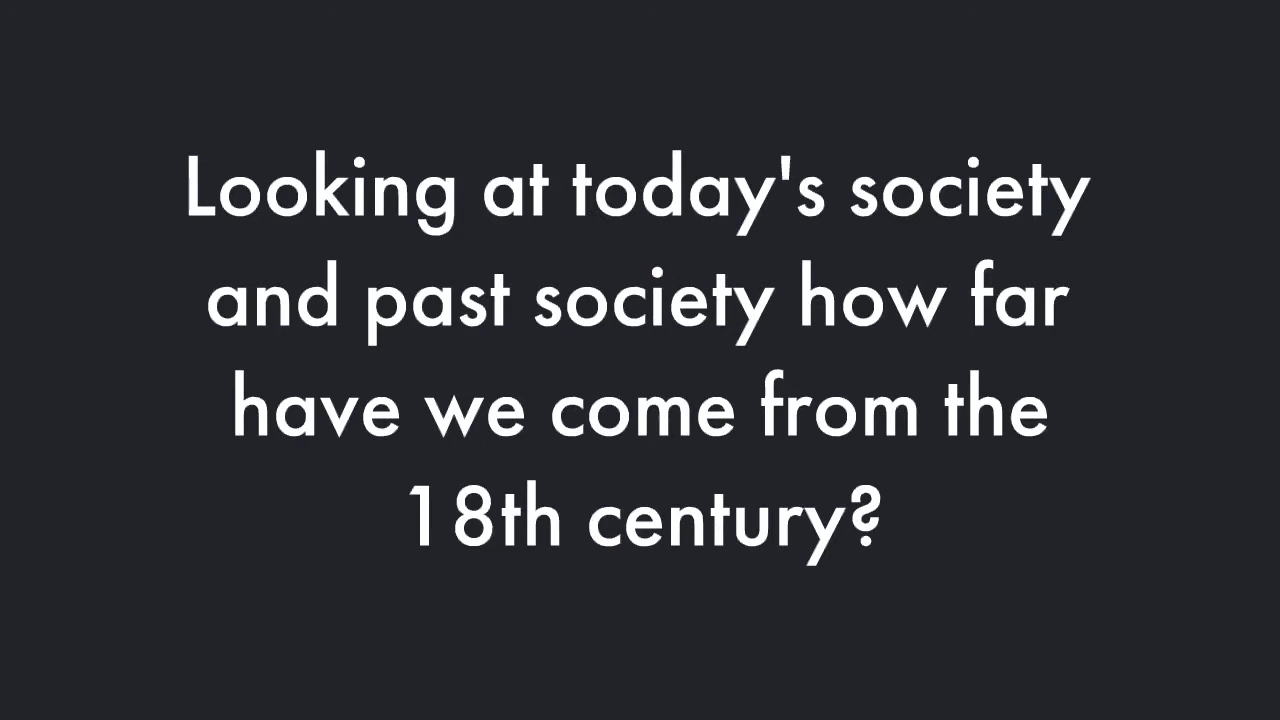 Looking at today's society
and past society how far
have we come from the
18th century?